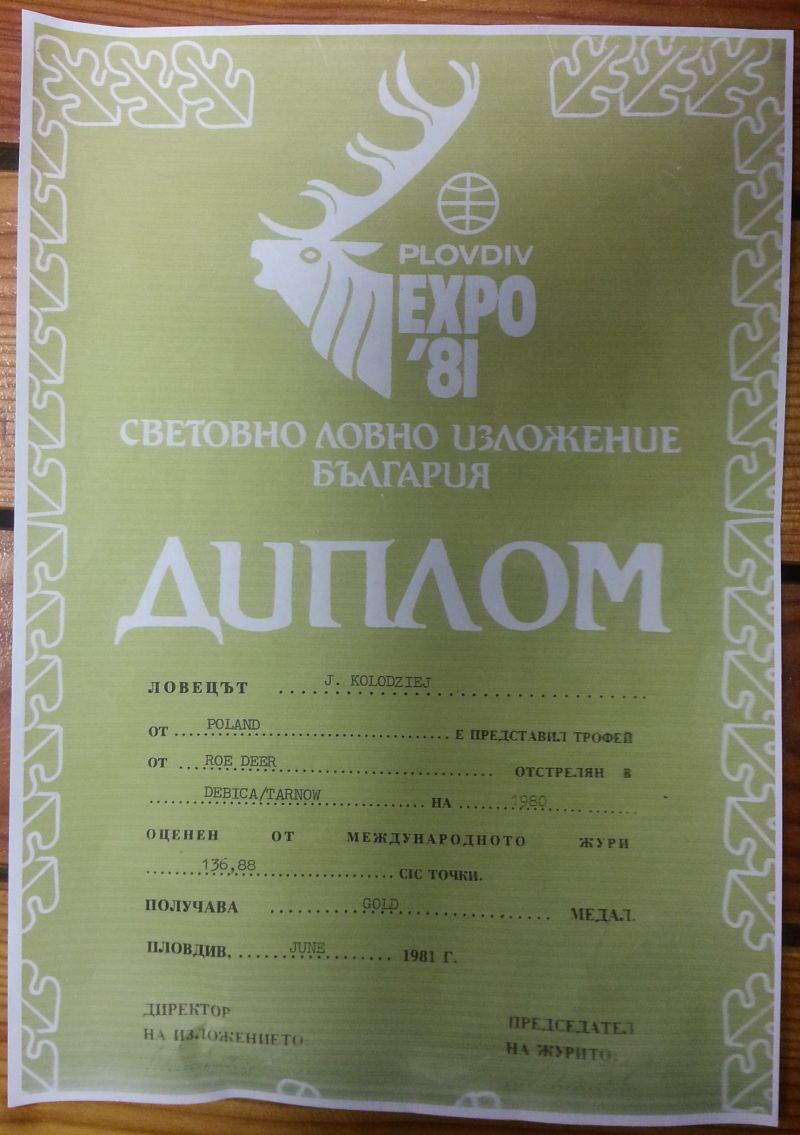 PLOVDIV
EXPO
'81
СВЕТОВНО ЛОВНО ИЗЛОЖЕНИЕ
БЪЛГАРИЯ
ДИПЛОМ
ЛОВЕЦЪТ J. KOLODZIEJ
ОТ POLAND Е ПРЕДСТАВИЛ ТРОФЕЙ
ОТ ROE DEER ОТСТРЕЛЯН В
DEBICA/TARNOW НА 1980
ОЦЕНЕН ОТ МЕЖДУНАРОДНОТО ЖУРИ
136,88 CIC ТОЧКИ.
ПОЛУЧАВА GOLD МЕДАЛ.
ПЛОВДИВ, JUNE 1981 Г.
ДИРЕКТОР
НА ИЗЛОЖЕНИЕТО:
ПРЕДСЕДАТЕЛ
НА ЖУРИТО: